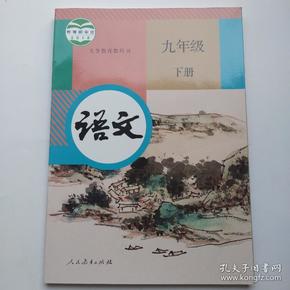 义务教育教科书
九年级
下册
语文
人民教育出版社
孔夫子旧书网